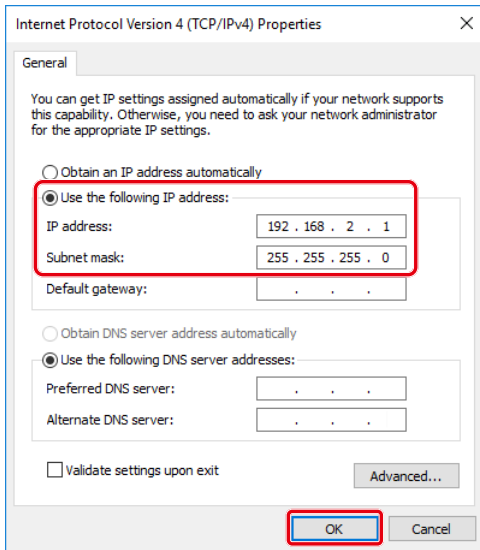 Internet Protocol Version 4 (TCP/IPv4) Properties
General
You can get IP settings assigned automatically if your network supports
this capability. Otherwise, you need to ask your network administrator
for the appropriate IP settings.
Obtain an IP address automatically
Use the following IP address:
IP address: 192 . 168 . 2 . 1
Subnet mask: 255 . 255 . 255 . 0
Default gateway: . . .
Obtain DNS server address automatically
Use the following DNS server addresses:
Preferred DNS server: . . .
Alternate DNS server: . . .
Validate settings upon exit
Advanced...
OK Cancel